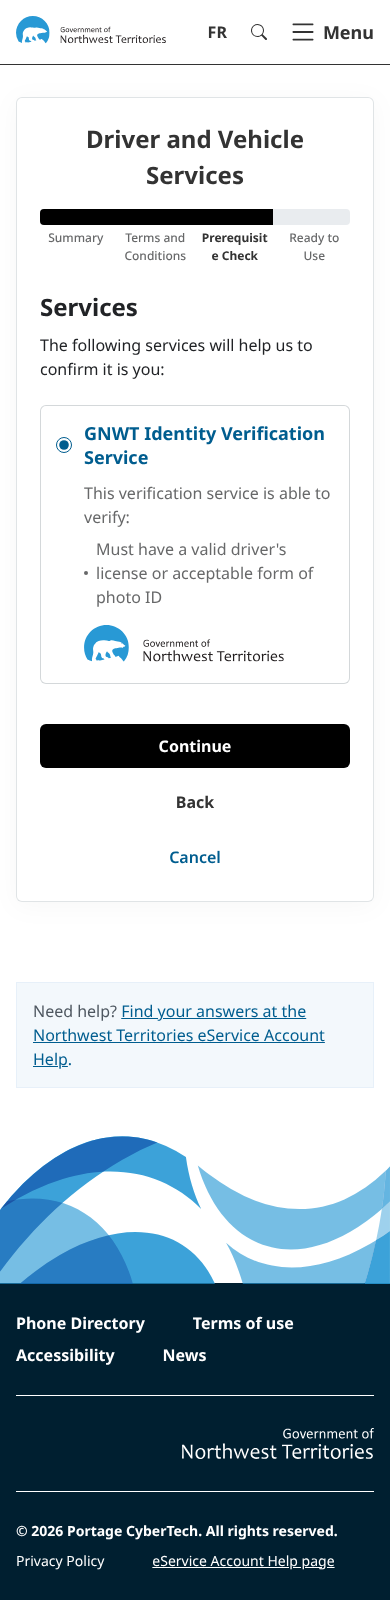 Government of
Northwest Territories
FR
Menu
Driver and Vehicle
Services
Summary
Terms and
Conditions
Prerequisit
e Check
Ready to
Use
Services
The following services will help us to
confirm it is you:
GNWT Identity Verification
Service
This verification service is able to
verify:
• Must have a valid driver's
license or acceptable form of
photo ID
Government of
Northwest Territories
Continue
Back
Cancel
Need help? Find your answers at the
Northwest Territories eService Account
Help.
Phone Directory
Terms of use
Accessibility
News
Government of
Northwest Territories
© 2026 Portage CyberTech. All rights reserved.
Privacy Policy
eService Account Help page